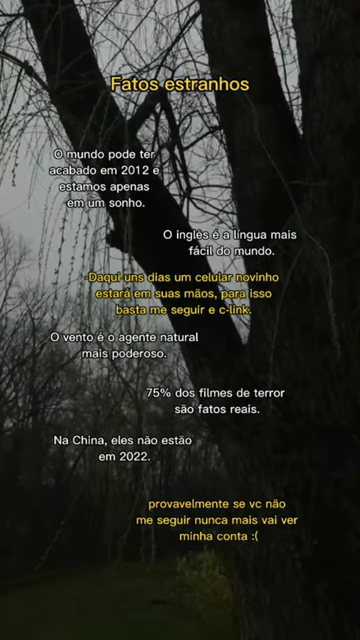 Fatos estranhos
O mundo pode ter
acabado em 2012 e
estamos apenas
em um sonho.
O inglês é a língua mais
fácil do mundo.
-Daqui uns dias um celular novinho
estará em suas mãos, para isso
basta me seguir e c-link.
O vento é o agente natural
mais poderoso.
75% dos filmes de terror
são fatos reais.
Na China, eles não estão
em 2022.
provavelmente se vc não
me seguir nunca mais vai ver
minha conta :(